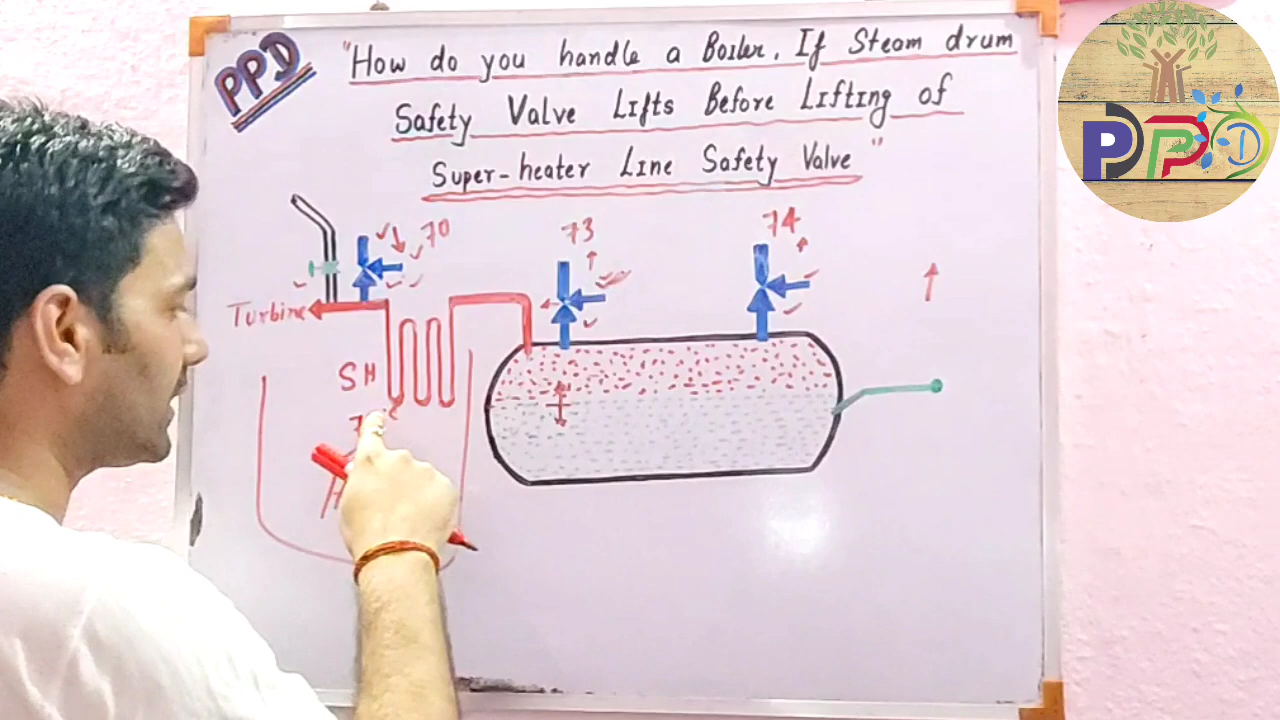 PPD
"How do you handle a Boiler, If Steam drum
Safety Valve Lifts Before Lifting of
Super-heater Line Safety Valve"
70
73
74
Turbine
SH
PPD